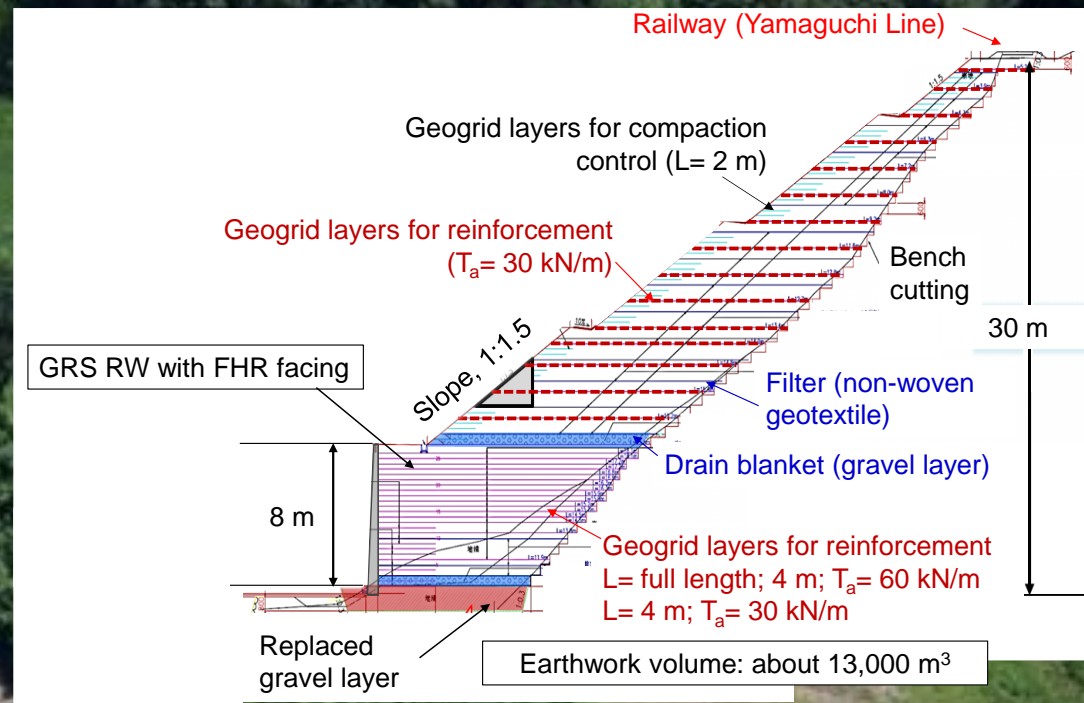 Railway (Yamaguchi Line)
1:1.5
Geogrid layers for compaction
control (L= 2 m)
Geogrid layers for reinforcement
(Tₐ= 30 kN/m)
Bench
cutting
30 m
GRS RW with FHR facing
Slope, 1:1.5
Filter (non-woven
geotextile)
Drain blanket (gravel layer)
8 m
Geogrid layers for reinforcement
L= full length; 4 m; Tₐ= 60 kN/m
L= 4 m; Tₐ= 30 kN/m
Replaced
gravel layer
Earthwork volume: about 13,000 m³